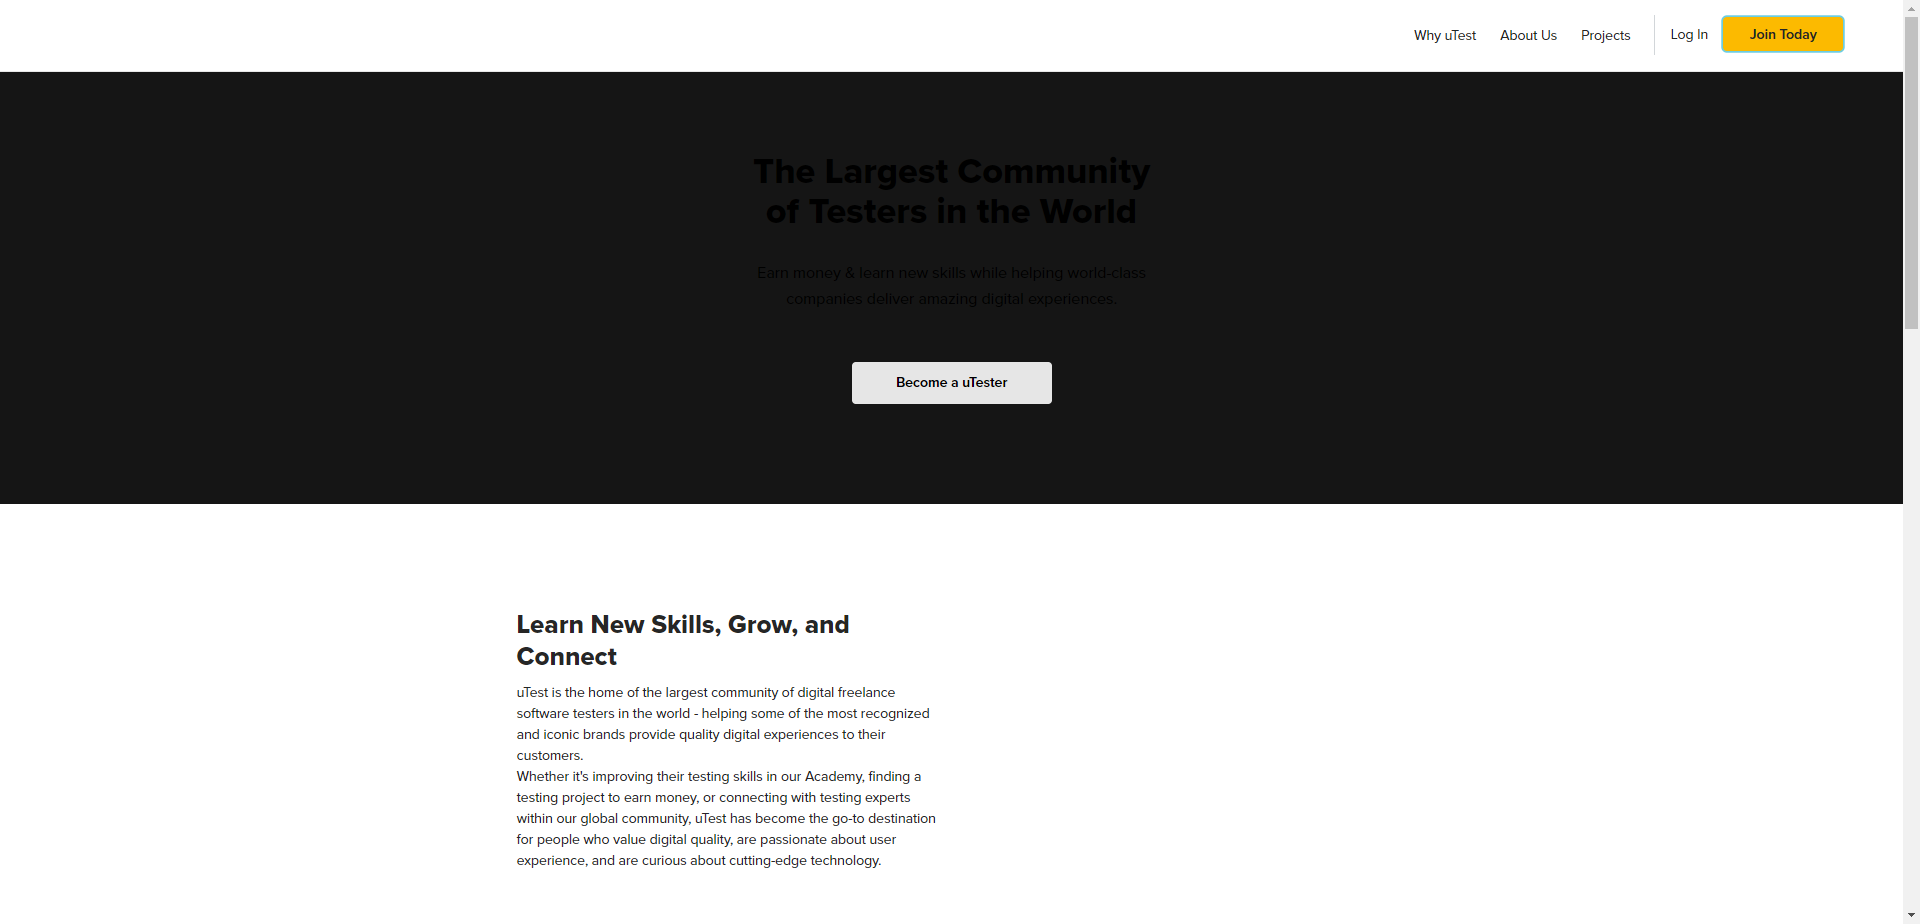 Why uTest About Us Projects Log In Join Today
The Largest Community
of Testers in the World
Earn money & learn new skills while helping world-class
companies deliver amazing digital experiences.
Become a uTester
Learn New Skills, Grow, and
Connect
uTest is the home of the largest community of digital freelance
software testers in the world - helping some of the most recognized
and iconic brands provide quality digital experiences to their
customers.
Whether it's improving their testing skills in our Academy, finding a
testing project to earn money, or connecting with testing experts
within our global community, uTest has become the go-to destination
for people who value digital quality, are passionate about user
experience, and are curious about cutting-edge technology.